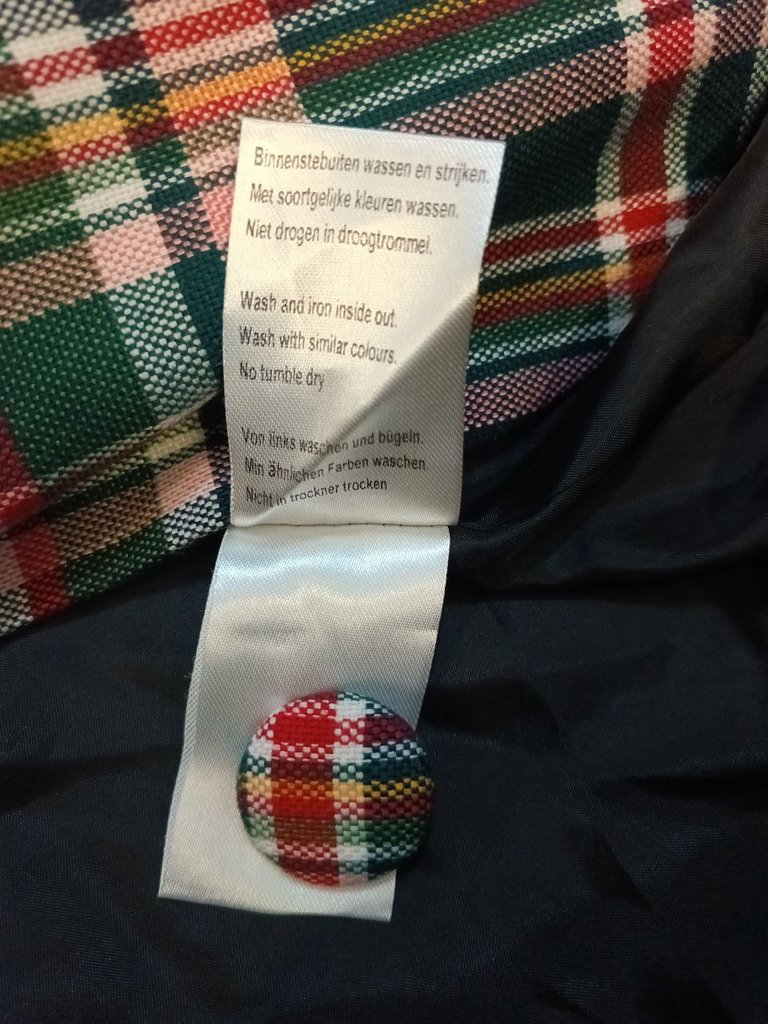 Binnenstebuiten wassen en strijken.
Met soortgelijke kleuren wassen.
Niet drogen in droogtrommel.
Wash and iron inside out.
Wash with similar colours.
No tumble dry
Von links waschen und bügeln.
Min ähnlichen Farben waschen.
Nicht in trockner trocken